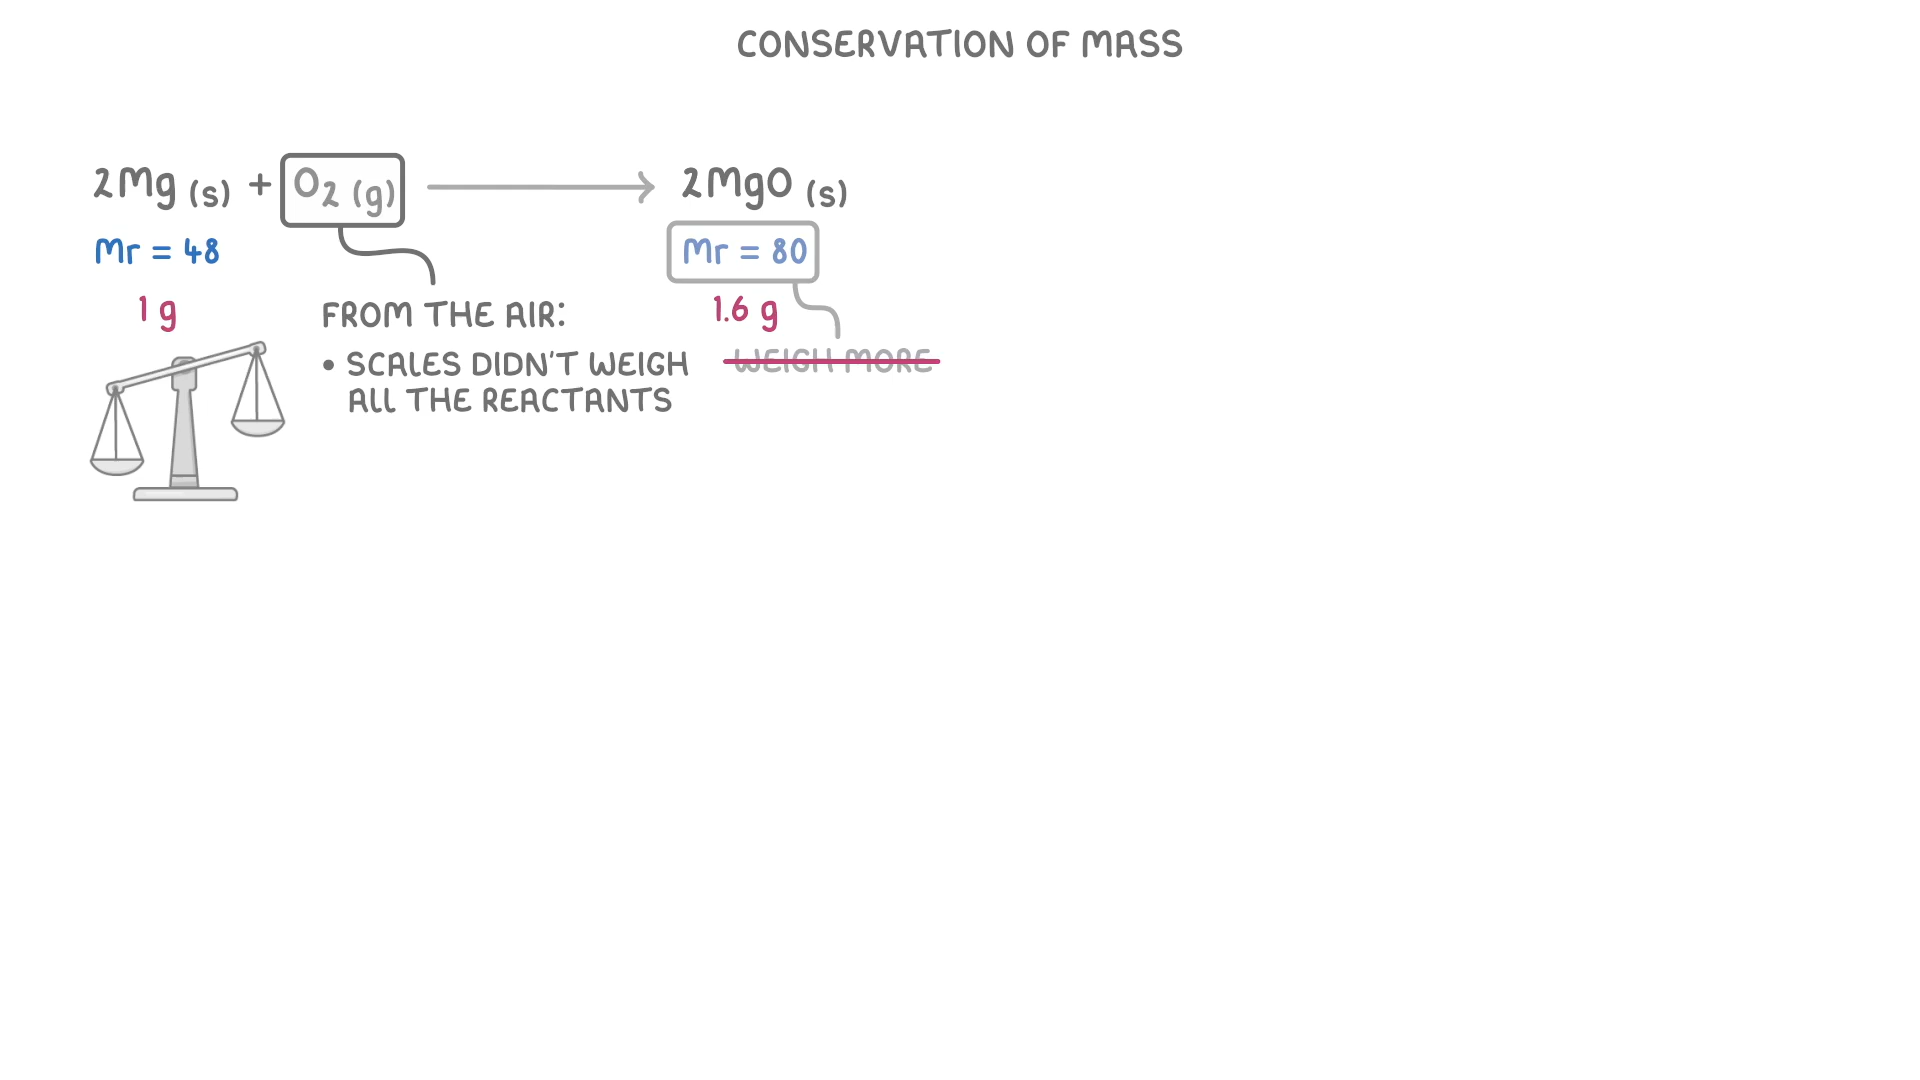 CONSERVATION OF MASS
2Mg (s) + O2 (g) → 2MgO (s)
Mr = 48
Mr = 80
1 g
1.6 g
FROM THE AIR:
• SCALES DIDN'T WEIGH
ALL THE REACTANTS
WEIGH MORE